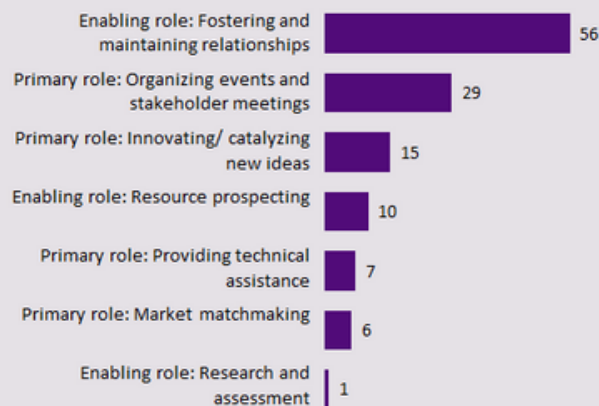 Enabling role: Fostering and
maintaining relationships
56
Primary role: Organizing events and
stakeholder meetings
29
Primary role: Innovating/ catalyzing
new ideas
15
Enabling role: Resource prospecting
10
Primary role: Providing technical
assistance
7
Primary role: Market matchmaking
6
Enabling role: Research and
assessment
1